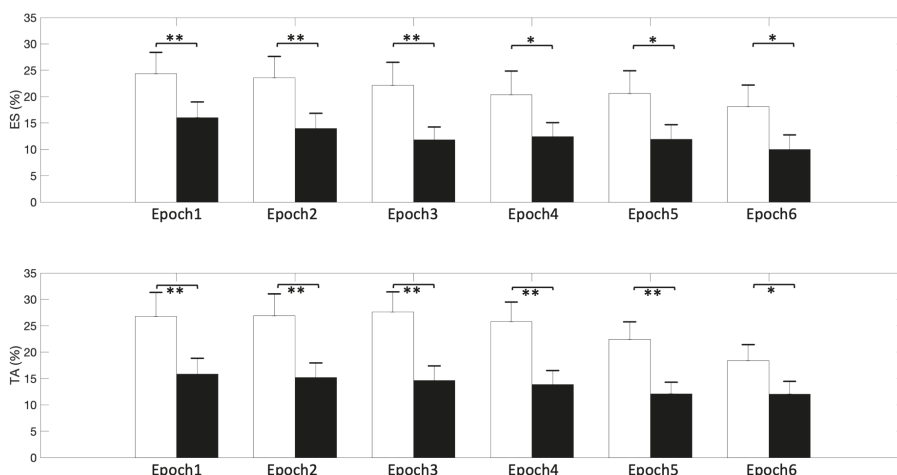 35
30
25
20
15
10
5
0
ES (%)
** ** ** * * *
Epoch1 Epoch2 Epoch3 Epoch4 Epoch5 Epoch6
35
30
25
20
15
10
5
0
TA (%)
** ** ** ** ** *
Epoch1 Epoch2 Epoch3 Epoch4 Epoch5 Epoch6